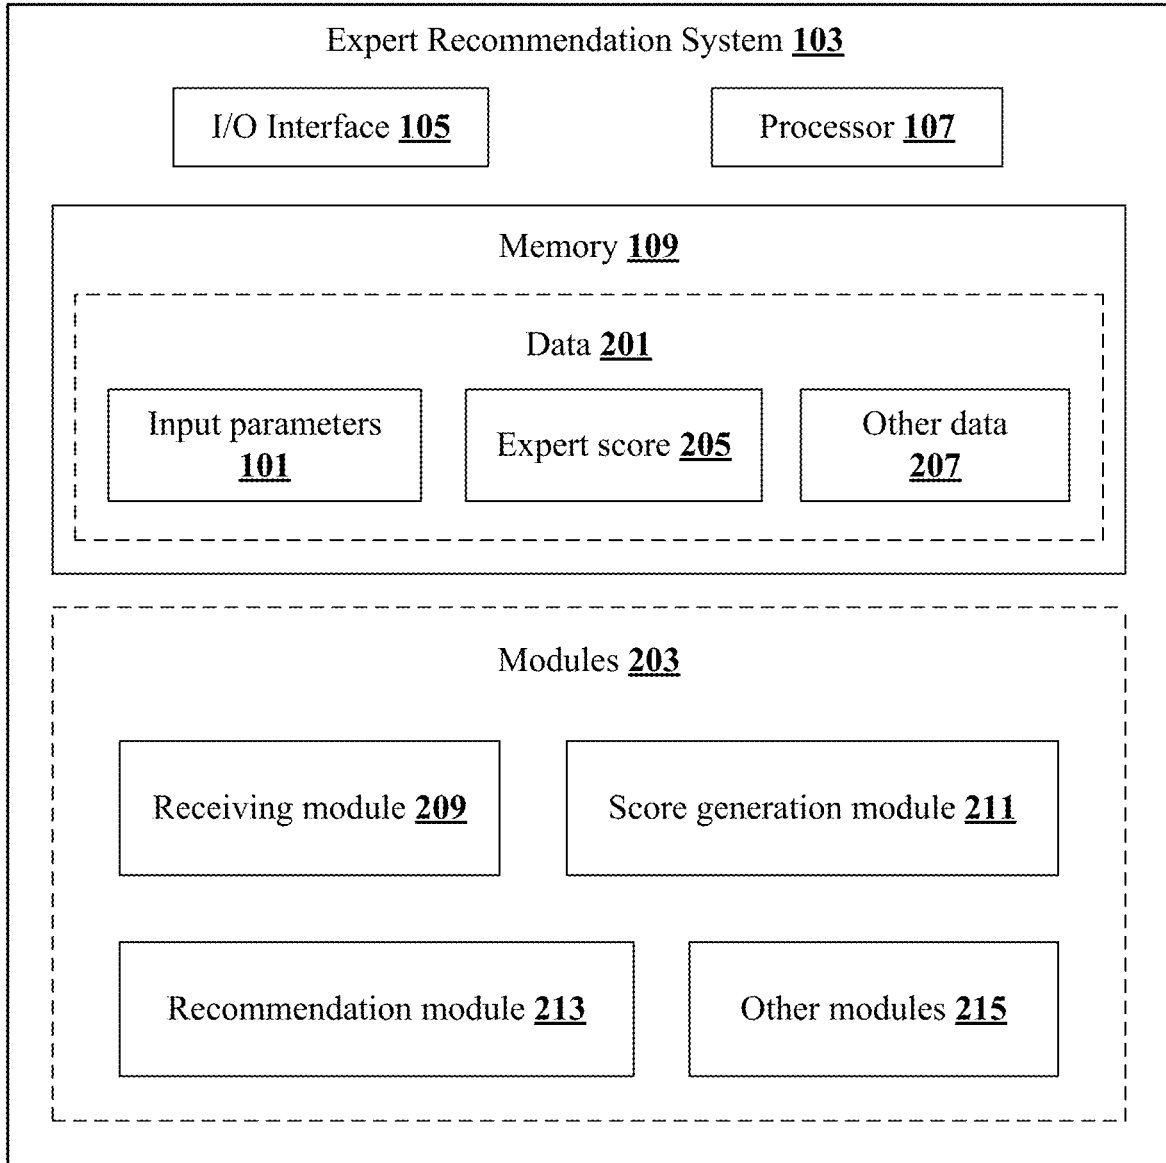 Expert Recommendation System 103
I/O Interface 105
Processor 107
Memory 109
Data 201
Input parameters
101
Expert score 205
Other data
207
Modules 203
Receiving module 209
Score generation module 211
Recommendation module 213
Other modules 215